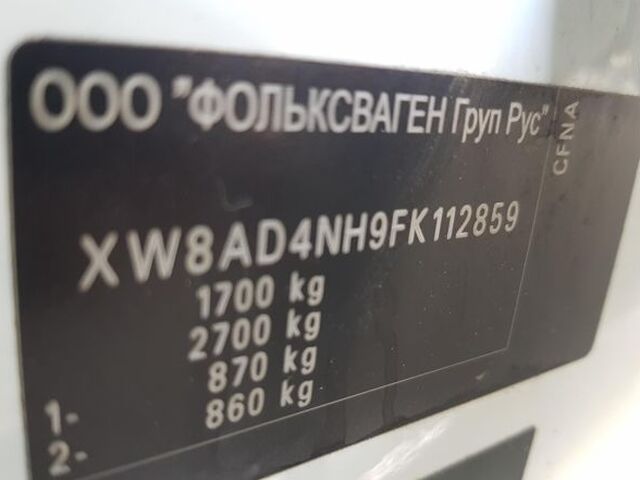 ООО "ФОЛЬКСВАГЕН Груп Рус"
CFNA
XW8AD4NH9FK112859
1700 kg
2700 kg
1- 870 kg
2- 860 kg